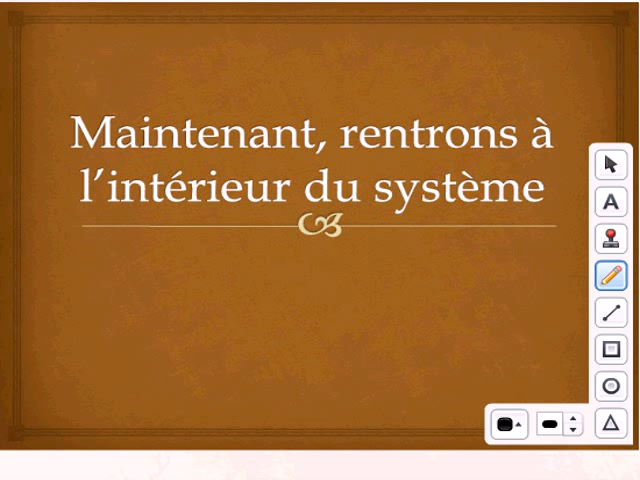 Maintenant, rentrons à
l’intérieur du système
A